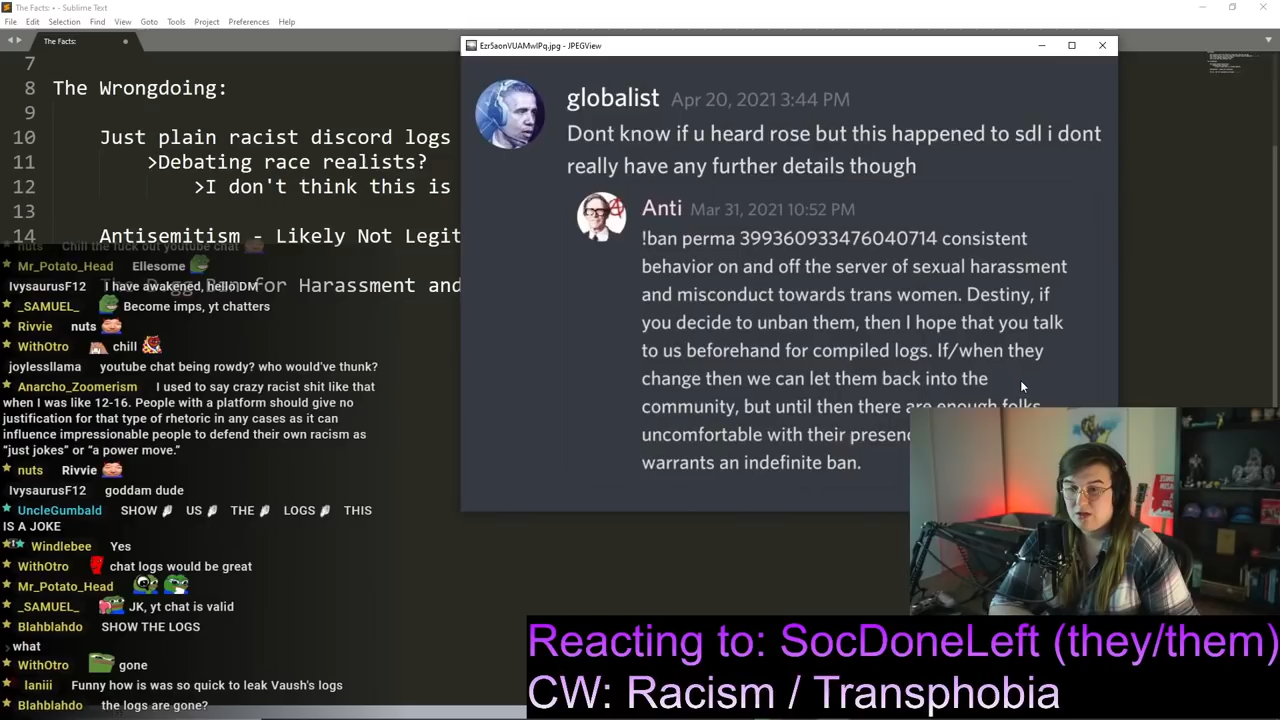 The Facts: • - Sublime Text
File Edit Selection Find View Goto Tools Project Preferences Help
The Facts:
7
8 The Wrongdoing:
9
10 Just plain racist discord logs
11 >Debating race realists?
12 >I don't think this is
13
14 Antisemitism - Likely Not Legit
for Harassment and
EzrSaonVUAMwIPq.jpg - JPEGView
globalist Apr 20, 2021 3:44 PM
Dont know if u heard rose but this happened to sdl i dont
really have any further details though
Anti Mar 31, 2021 10:52 PM
!ban perma 399360933476040714 consistent
behavior on and off the server of sexual harassment
and misconduct towards trans women. Destiny, if
you decide to unban them, then I hope that you talk
to us beforehand for compiled logs. If/when they
change then we can let them back into the
community, but until then there are enough folks
uncomfortable with their presenc
warrants an indefinite ban.
nuts Chill the fuck out youtube chat
Mr_Potato_Head Ellesome
IvysaurusF12 I have awakened, hello DM
_SAMUEL_ Become imps, yt chatters
Rivvie nuts
WithOtro chill
joylessllama youtube chat being rowdy? who would've thunk?
Anarcho_Zoomerism I used to say crazy racist shit like that
when I was like 12-16. People with a platform should give no
justification for that type of rhetoric in any cases as it can
influence impressionable people to defend their own racism as
"just jokes" or "a power move."
nuts Rivvie
IvysaurusF12 goddam dude
UncleGumbald SHOW US THE LOGS THIS
IS A JOKE
Windlebee Yes
WithOtro chat logs would be great
Mr_Potato_Head
_SAMUEL_ JK, yt chat is valid
Blahblahdo SHOW THE LOGS
what
WithOtro gone
laniii Funny how is was so quick to leak Vaush's logs
Blahblahdo the logs are gone?
Reacting to: SocDoneLeft (they/them)
CW: Racism / Transphobia